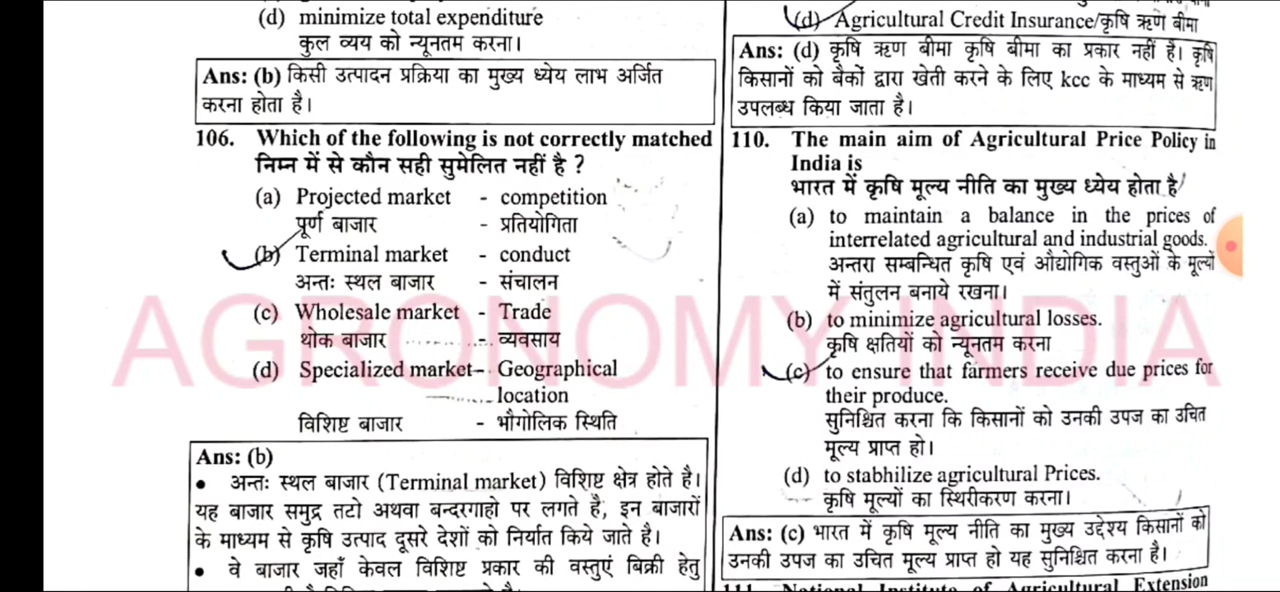 (d) minimize total expenditure
कुल व्यय को न्यूनतम करना।
Ans: (b) किसी उत्पादन प्रक्रिया का मुख्य ध्येय लाभ अर्जित
करना होता है।
106. Which of the following is not correctly matched
निम्न में से कौन सही सुमेलित नहीं है ?
(a) Projected market - competition
पूर्ण बाजार - प्रतियोगिता
(b) Terminal market - conduct
अन्तः स्थल बाजार - संचालन
(c) Wholesale market - Trade
थोक बाजार - व्यवसाय
(d) Specialized market - Geographical
location
विशिष्ट बाजार - भौगोलिक स्थिति
Ans: (b)
• अन्तः स्थल बाजार (Terminal market) विशिष्ट क्षेत्र होते है।
यह बाजार समुद्र तटो अथवा बन्दरगाहो पर लगते है, इन बाजारों
के माध्यम से कृषि उत्पाद दूसरे देशों को निर्यात किये जाते है।
• वे बाजार जहाँ केवल विशिष्ट प्रकार की वस्तुएं बिक्री हेतु
(d) Agricultural Credit Insurance/कृषि ऋण बीमा
Ans: (d) कृषि ऋण बीमा कृषि बीमा का प्रकार नहीं है। कृषि
किसानों को बैकों द्वारा खेती करने के लिए kcc के माध्यम से ऋण
उपलब्ध किया जाता है।
110. The main aim of Agricultural Price Policy in
India is
भारत में कृषि मूल्य नीति का मुख्य ध्येय होता है
(a) to maintain a balance in the prices of
interrelated agricultural and industrial goods.
अन्तरा सम्बन्धित कृषि एवं औद्योगिक वस्तुओं के मूल्यों
में संतुलन बनाये रखना।
(b) to minimize agricultural losses.
कृषि क्षतियों को न्यूनतम करना
(c) to ensure that farmers receive due prices for
their produce.
सुनिश्चित करना कि किसानों को उनकी उपज का उचित
मूल्य प्राप्त हो।
(d) to stabhilize agricultural Prices.
कृषि मूल्यों का स्थिरीकरण करना।
Ans: (c) भारत में कृषि मूल्य नीति का मुख्य उद्देश्य किसानों को
उनकी उपज का उचित मूल्य प्राप्त हो यह सुनिश्चित करना है।
111. National Institute of Agricultural Extension
AGRONOMY INDIA